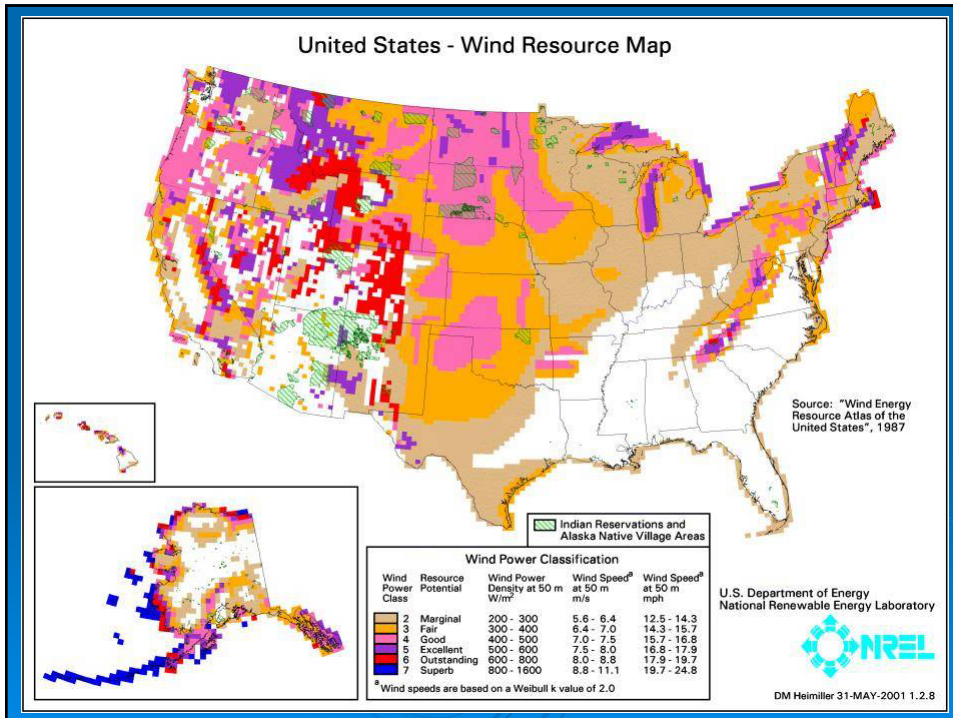 United States - Wind Resource Map
Source: "Wind Energy
Resource Atlas of the
United States", 1987
Indian Reservations and
Alaska Native Village Areas
Wind Power Classification
Wind Power Class Resource Potential Wind Power Density at 50 m W/m² Wind Speedᵃ at 50 m m/s Wind Speedᵃ at 50 m mph
2 Marginal 200 - 300 5.6 - 6.4 12.5 - 14.3
3 Fair 300 - 400 6.4 - 7.0 14.3 - 15.7
4 Good 400 - 500 7.0 - 7.5 15.7 - 16.8
5 Excellent 500 - 600 7.5 - 8.0 16.8 - 17.9
6 Outstanding 600 - 800 8.0 - 8.8 17.9 - 19.7
7 Superb 800 - 1600 8.8 - 11.1 19.7 - 24.8
ᵃ Wind speeds are based on a Weibull k value of 2.0
U.S. Department of Energy
National Renewable Energy Laboratory
NREL
DM Heimiller 31-MAY-2001 1.2.8